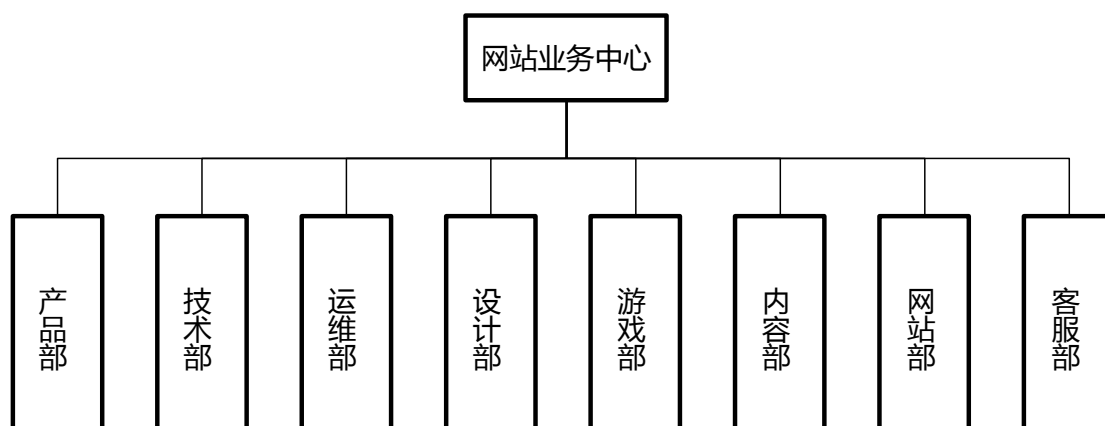 网站业务中心
产品部
技术部
运维部
设计部
游戏部
内容部
网站部
客服部